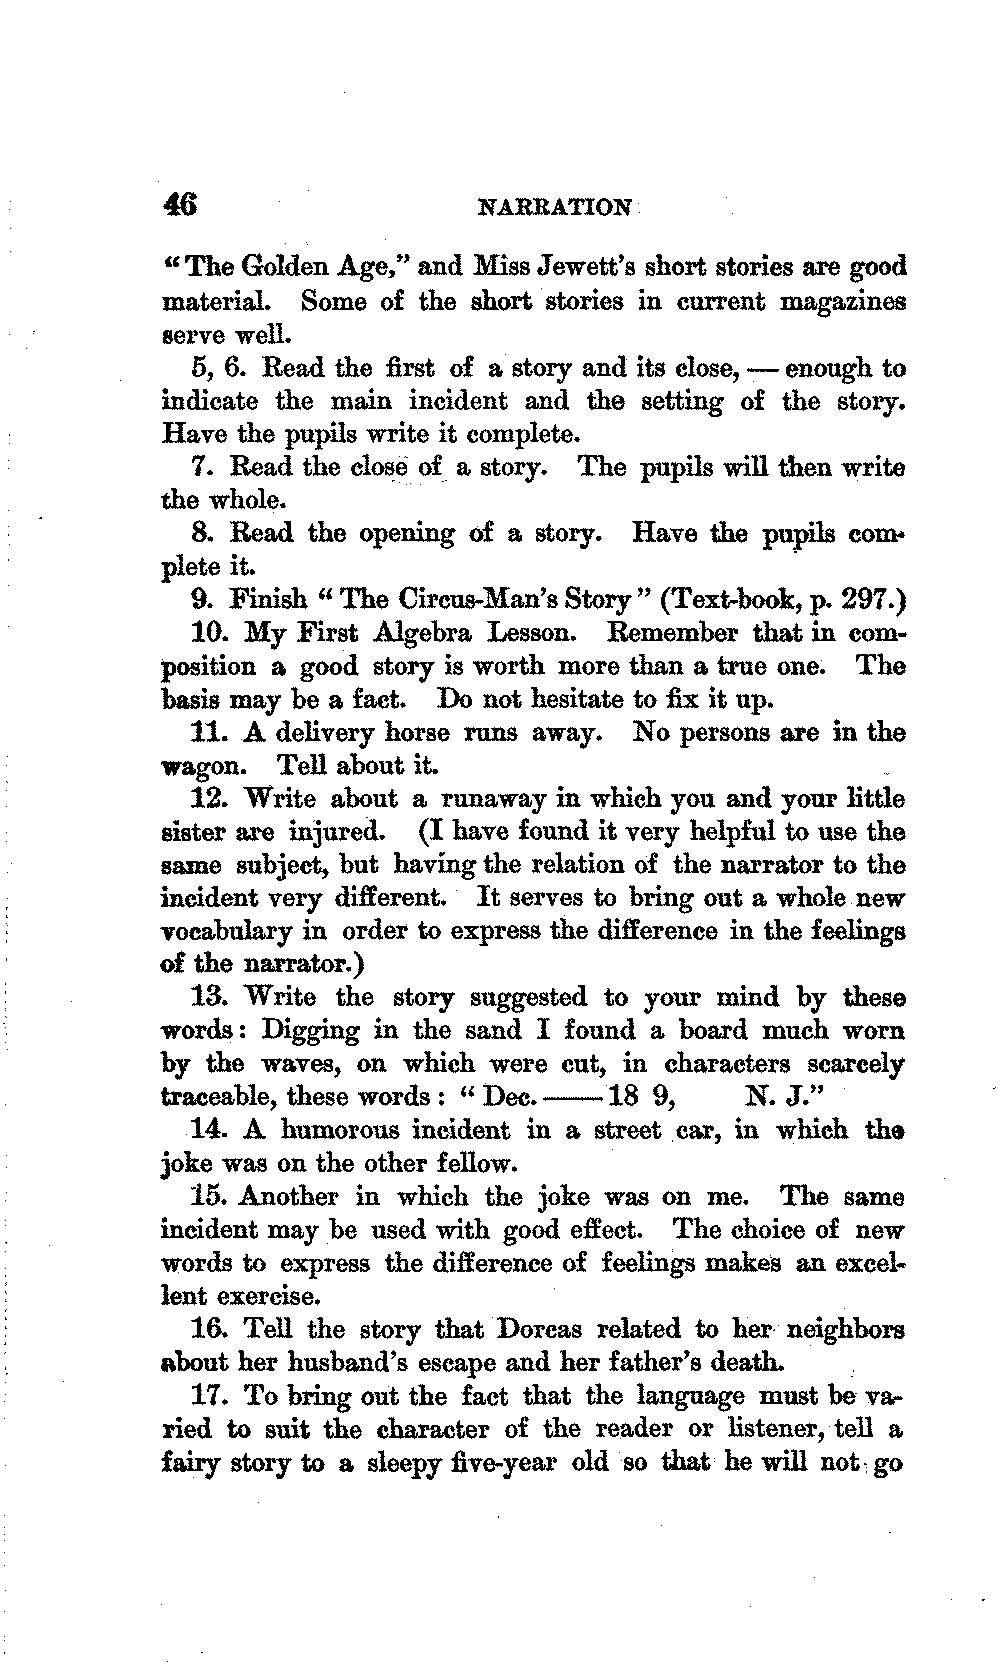 46 NARRATION
“The Golden Age,” and Miss Jewett’s short stories are good
material. Some of the short stories in current magazines
serve well.
5, 6. Read the first of a story and its close, — enough to
indicate the main incident and the setting of the story.
Have the pupils write it complete.
7. Read the close of a story. The pupils will then write
the whole.
8. Read the opening of a story. Have the pupils com-
plete it.
9. Finish “The Circus-Man’s Story” (Text-book, p. 297.)
10. My First Algebra Lesson. Remember that in com-
position a good story is worth more than a true one. The
basis may be a fact. Do not hesitate to fix it up.
11. A delivery horse runs away. No persons are in the
wagon. Tell about it.
12. Write about a runaway in which you and your little
sister are injured. (I have found it very helpful to use the
same subject, but having the relation of the narrator to the
incident very different. It serves to bring out a whole new
vocabulary in order to express the difference in the feelings
of the narrator.)
13. Write the story suggested to your mind by these
words: Digging in the sand I found a board much worn
by the waves, on which were cut, in characters scarcely
traceable, these words: “Dec. —— 18 9, N. J.”
14. A humorous incident in a street car, in which the
joke was on the other fellow.
15. Another in which the joke was on me. The same
incident may be used with good effect. The choice of new
words to express the difference of feelings makes an excel-
lent exercise.
16. Tell the story that Dorcas related to her neighbors
about her husband’s escape and her father’s death.
17. To bring out the fact that the language must be va-
ried to suit the character of the reader or listener, tell a
fairy story to a sleepy five-year old so that he will not go